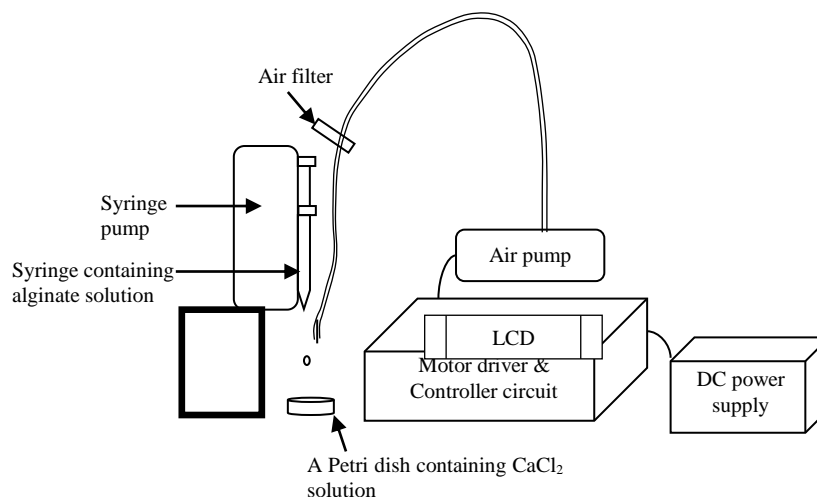 Air filter
Syringe
pump
Air pump
Syringe containing
alginate solution
LCD
Motor driver &
Controller circuit
DC power
supply
A Petri dish containing CaCl₂
solution